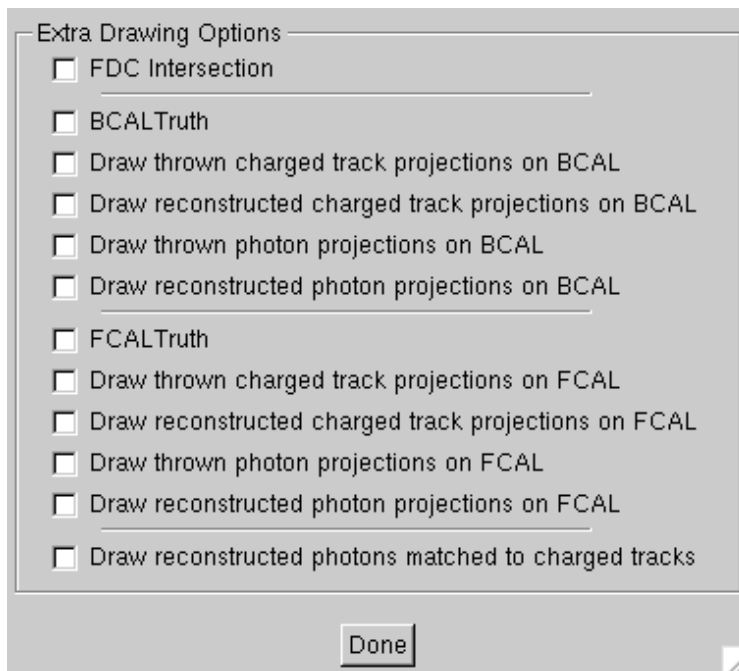 Extra Drawing Options
FDC Intersection
BCALTruth
Draw thrown charged track projections on BCAL
Draw reconstructed charged track projections on BCAL
Draw thrown photon projections on BCAL
Draw reconstructed photon projections on BCAL
FCALTruth
Draw thrown charged track projections on FCAL
Draw reconstructed charged track projections on FCAL
Draw thrown photon projections on FCAL
Draw reconstructed photon projections on FCAL
Draw reconstructed photons matched to charged tracks
Done